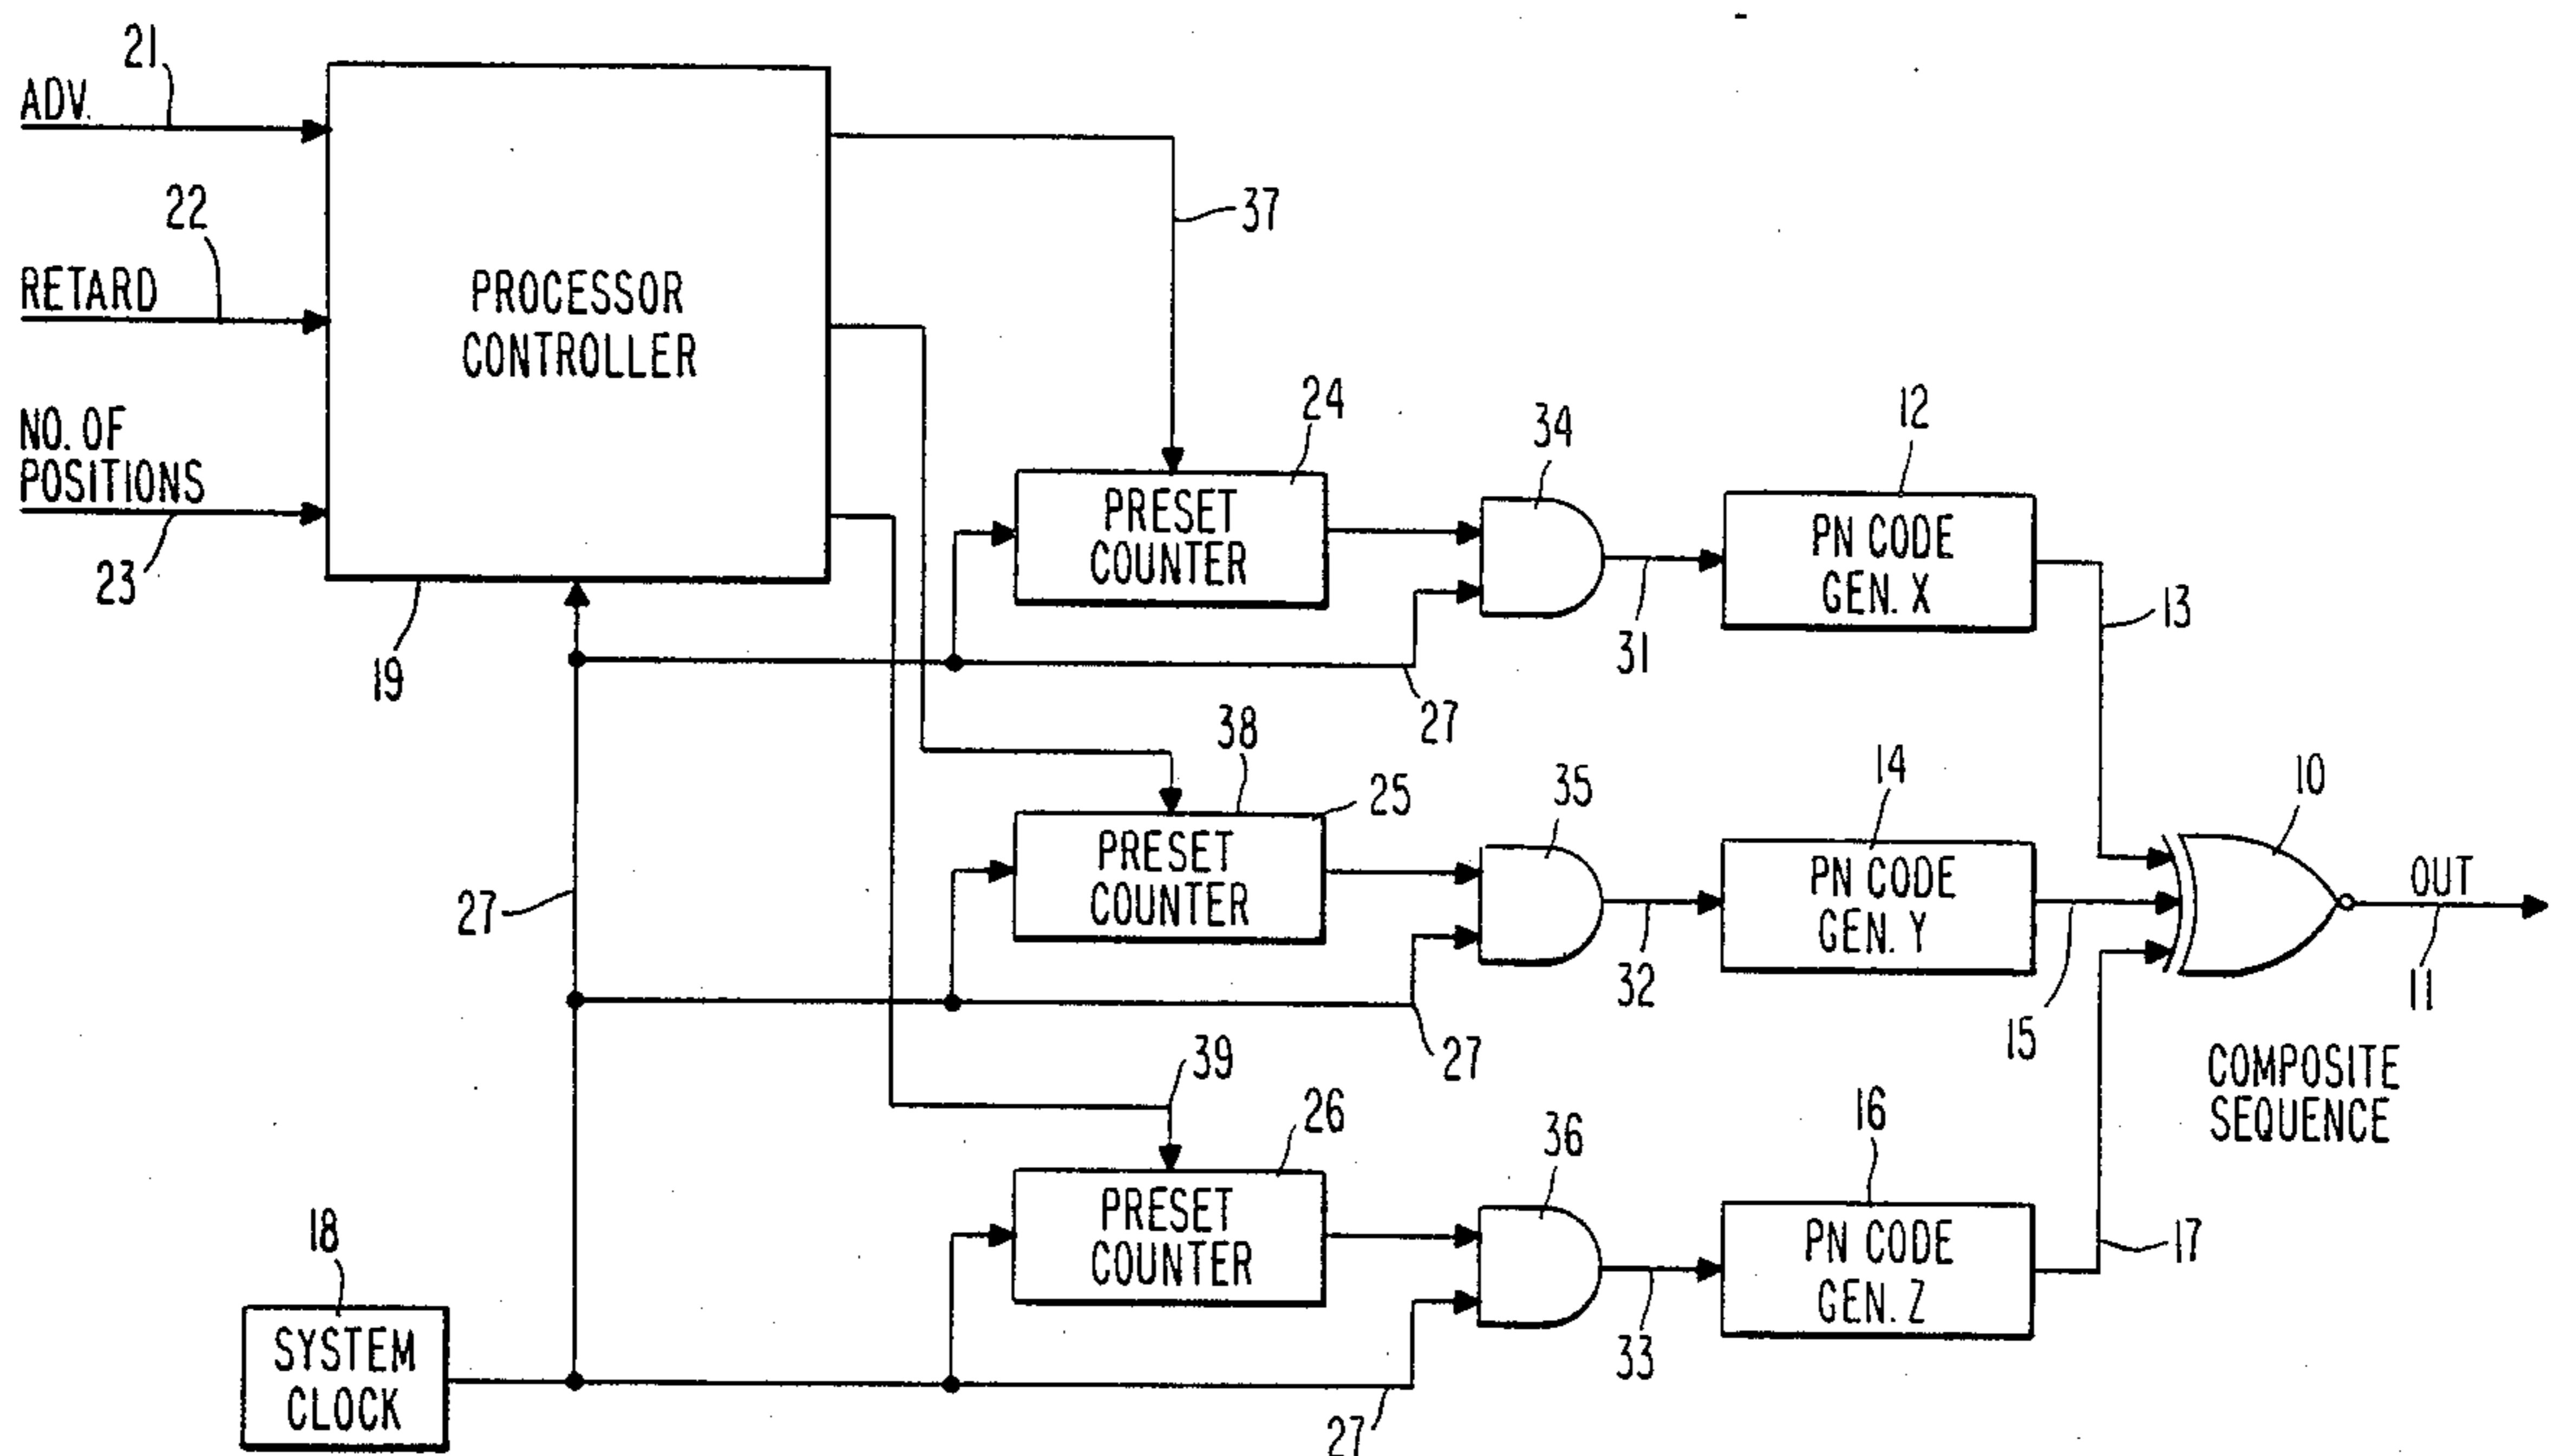 21
ADV.
22
RETARD
NO. OF
POSITIONS
23
PROCESSOR
CONTROLLER
19
37
24
PRESET
COUNTER
34
31
12
PN CODE
GEN. X
13
27
38
25
PRESET
COUNTER
35
32
14
PN CODE
GEN. Y
15
10
OUT
11
COMPOSITE
SEQUENCE
27
27
39
26
PRESET
COUNTER
36
33
16
PN CODE
GEN. Z
17
18
SYSTEM
CLOCK
27